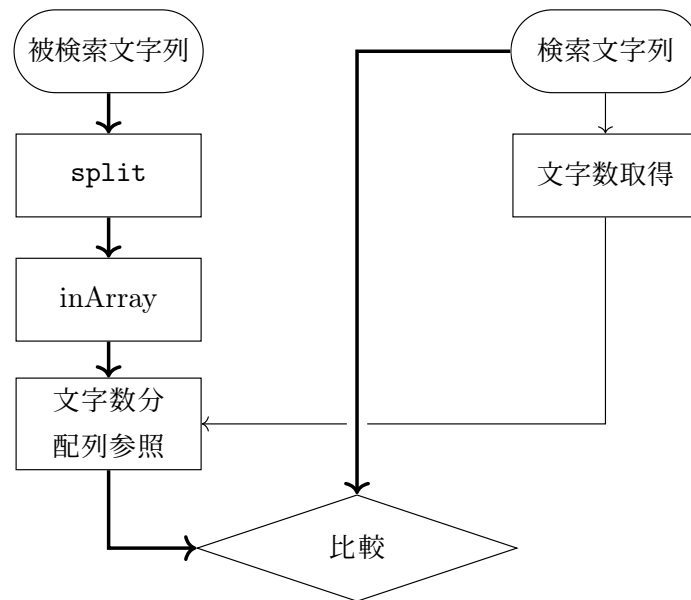 被検索文字列
検索文字列
split
文字数取得
inArray
文字数分
配列参照
比較